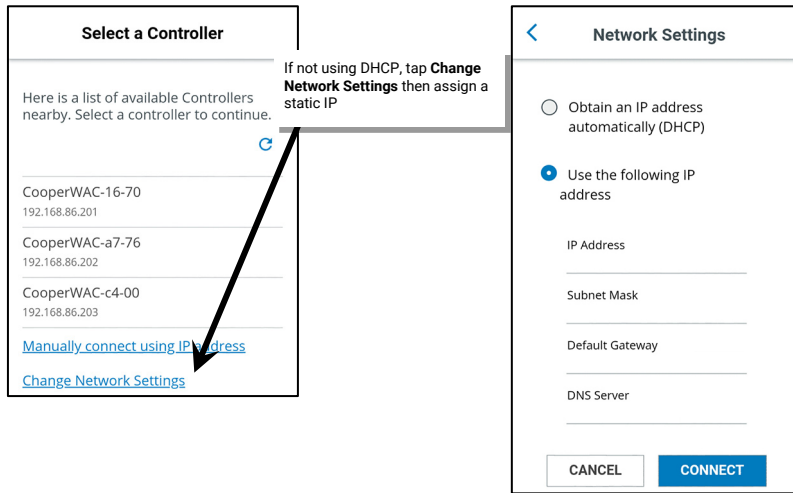 Select a Controller
Here is a list of available Controllers
nearby. Select a controller to continue.
CooperWAC-16-70
192.168.86.201
CooperWAC-a7-76
192.168.86.202
CooperWAC-c4-00
192.168.86.203
Manually connect using IP address
Change Network Settings
If not using DHCP, tap Change
Network Settings then assign a
static IP
Network Settings
Obtain an IP address
automatically (DHCP)
Use the following IP
address
IP Address
Subnet Mask
Default Gateway
DNS Server
CANCEL
CONNECT